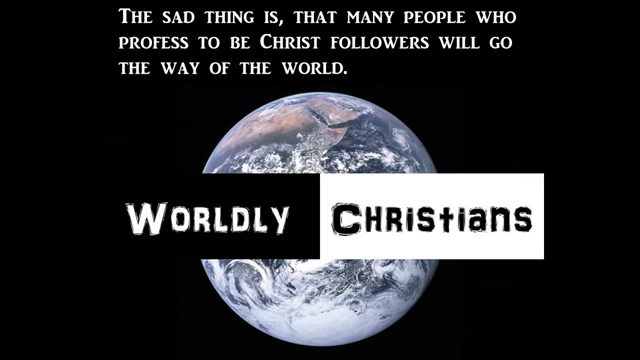 The sad thing is, that many people who
profess to be Christ followers will go
the way of the world.
Worldly Christians